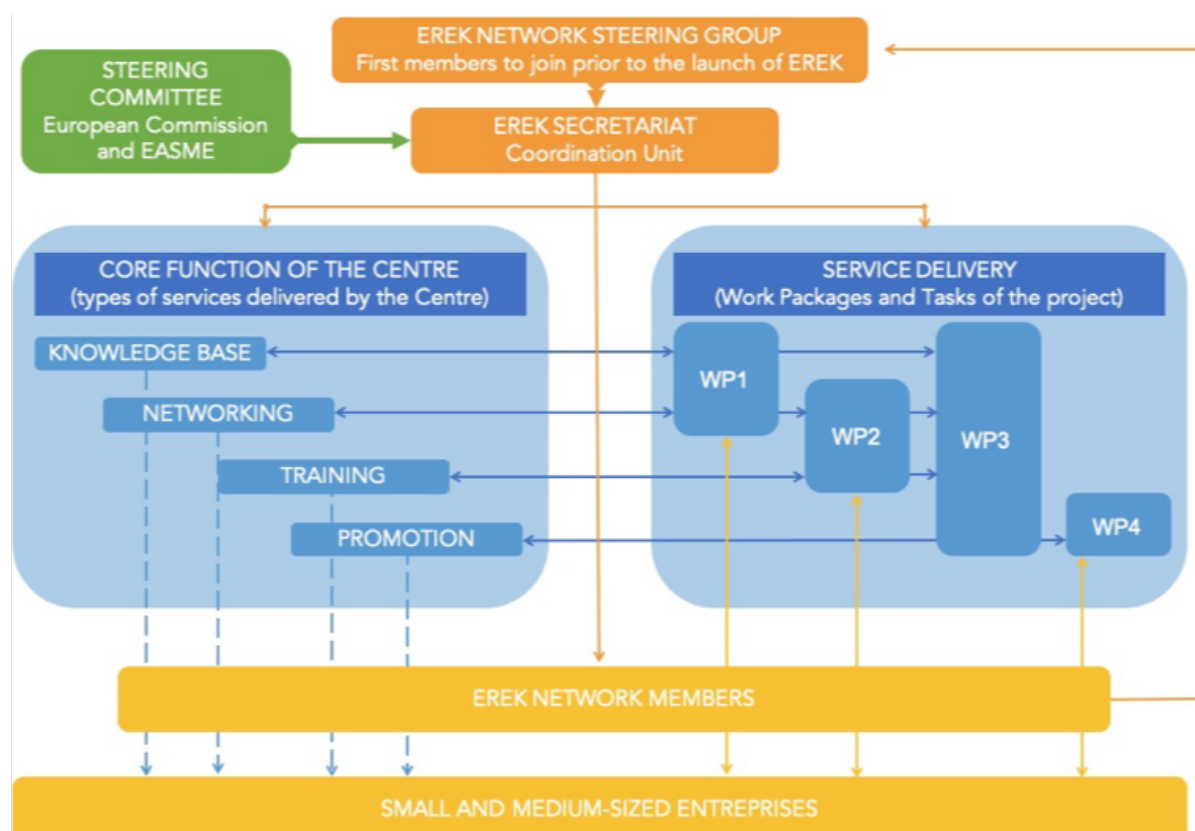 EREK NETWORK STEERING GROUP
First members to join prior to the launch of EREK
STEERING
COMMITTEE
European Commission
and EASME
EREK SECRETARIAT
Coordination Unit
CORE FUNCTION OF THE CENTRE
(types of services delivered by the Centre)
SERVICE DELIVERY
(Work Packages and Tasks of the project)
KNOWLEDGE BASE
NETWORKING
TRAINING
PROMOTION
WP1
WP2
WP3
WP4
EREK NETWORK MEMBERS
SMALL AND MEDIUM-SIZED ENTREPRISES